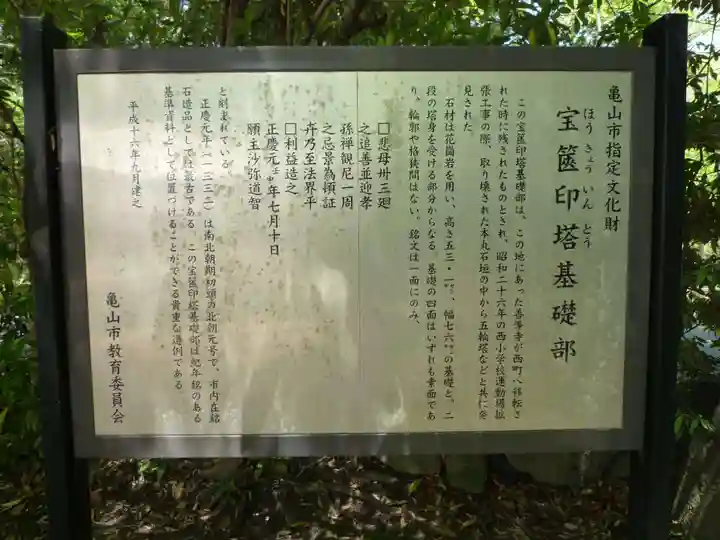 亀山市指定文化財
宝篋印塔基礎部
ほうきょういんとう
この宝篋印塔基礎部は、この地にあった善導寺が西町へ移転さ
れた時に残されたものとされ、昭和二十六年の西小学校運動場拡
張工事の際、取り壊された本丸石垣の中から五輪塔などと共に発
見された。
石材は花崗岩を用い、高さ五三・一㌢、幅七六㌢の基礎と、二
段の塔身を受ける部分からなる。基礎の四面はいずれも素面であ
り、輪郭や格狭間はない。銘文は一面にのみ、
□悲母卅三廻
之追善並迎孝
孫禅観尼一周
之忌景為頓証
卉乃至法界平
□利益造之
正慶元年壬申七月十日
願主沙弥道智
と刻まれている。
正慶元年(一三三二)は南北朝期初頭の北朝元号で、市内在銘
石造品としては最古である。この宝篋印塔基礎部は紀年銘のある
基準資料として位置づけることができる貴重な遺例である。
平成十六年九月建之
亀山市教育委員会